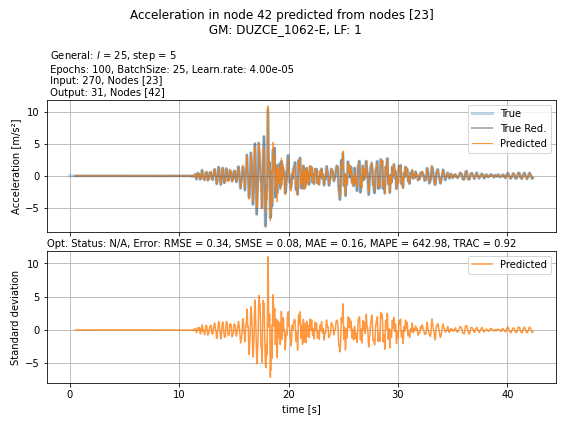 Acceleration in node 42 predicted from nodes [23]
GM: DUZCE_1062-E, LF: 1
General: l = 25, step = 5
Epochs: 100, BatchSize: 25, Learn.rate: 4.00e-05
Input: 270, Nodes [23]
Output: 31, Nodes [42]
10
5
0
−5
Acceleration [m/s²]
True
True Red.
Predicted
Opt. Status: N/A, Error: RMSE = 0.34, SMSE = 0.08, MAE = 0.16, MAPE = 642.98, TRAC = 0.92
10
5
0
−5
Standard deviation
Predicted
0
10
20
30
40
time [s]